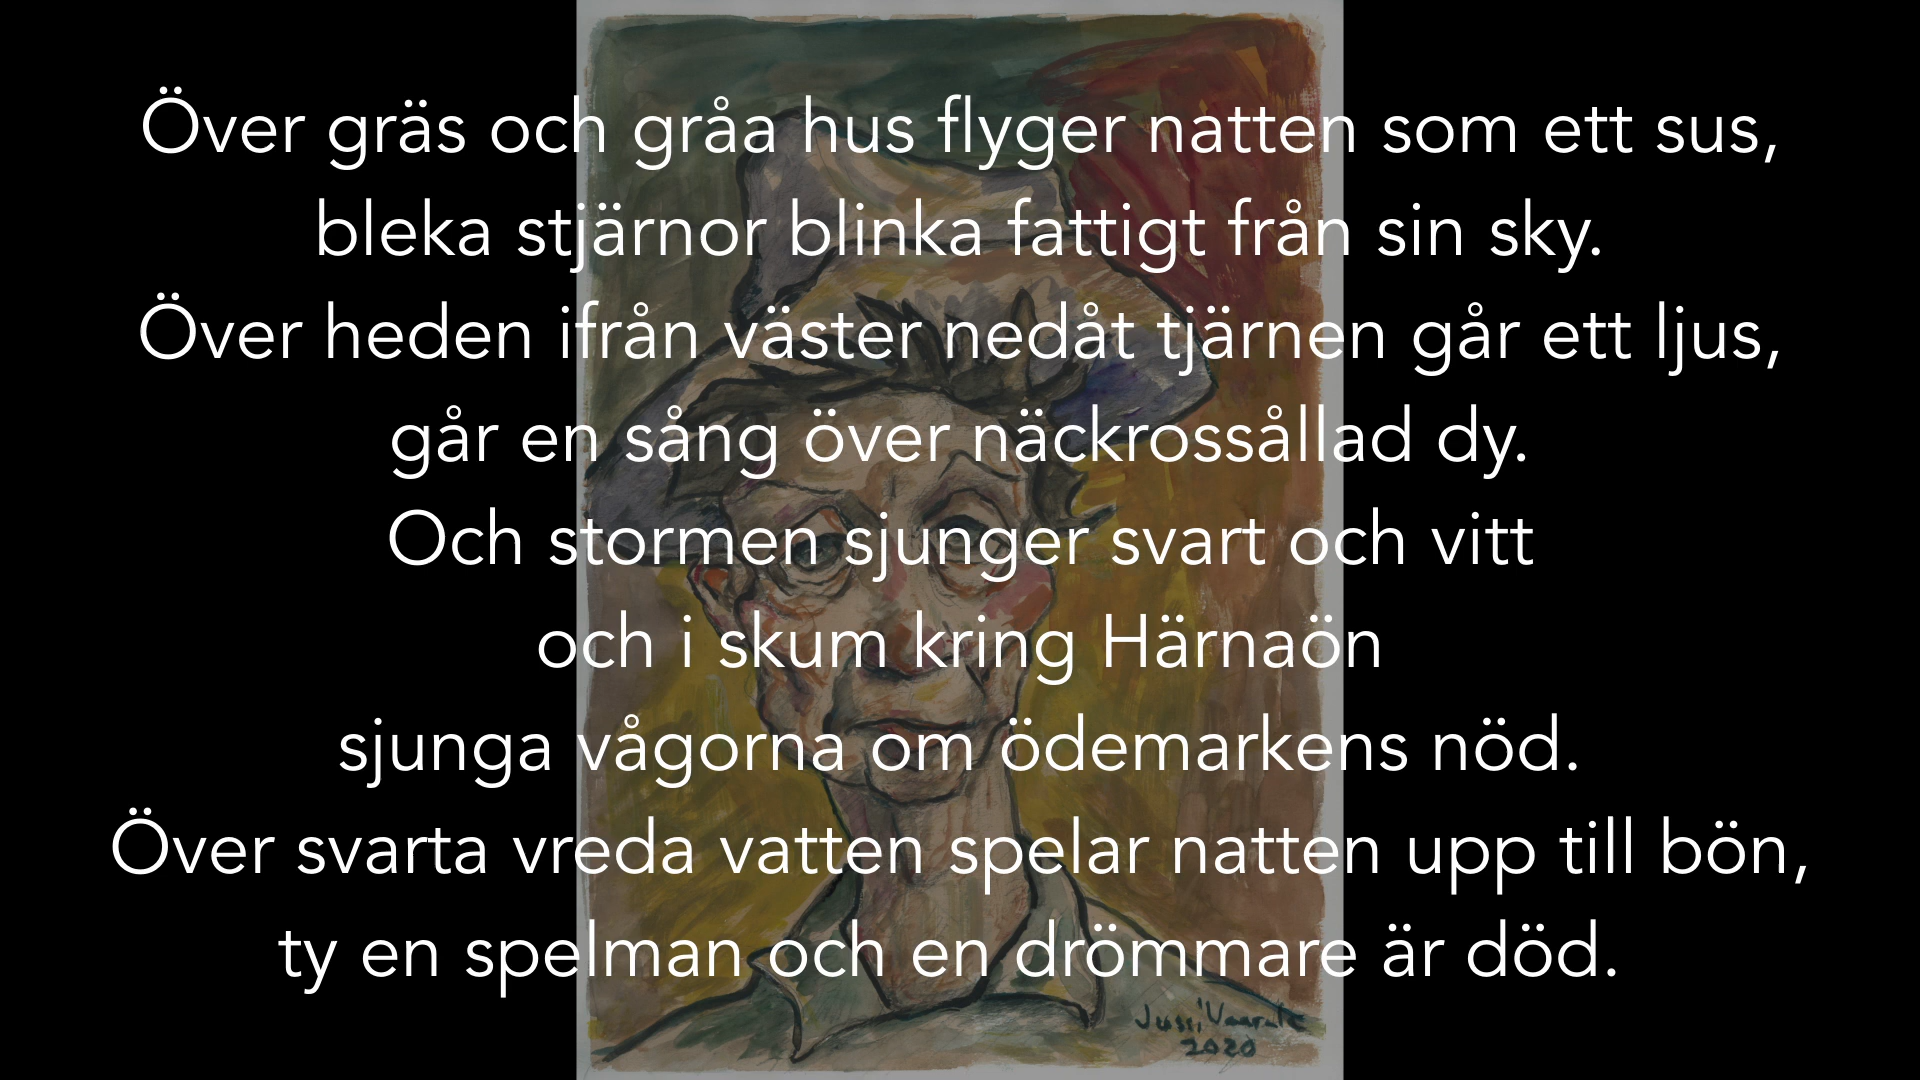 Över gräs och gråa hus flyger natten som ett sus,
bleka stjärnor blinka fattigt från sin sky.
Över heden ifrån väster nedåt tjärnen går ett ljus,
går en sång över näckrossållad dy.
Och stormen sjunger svart och vitt
och i skum kring Härnaön
sjunga vågorna om ödemarkens nöd.
Över svarta vreda vatten spelar natten upp till bön,
ty en spelman och en drömmare är död.
Jussi
2020